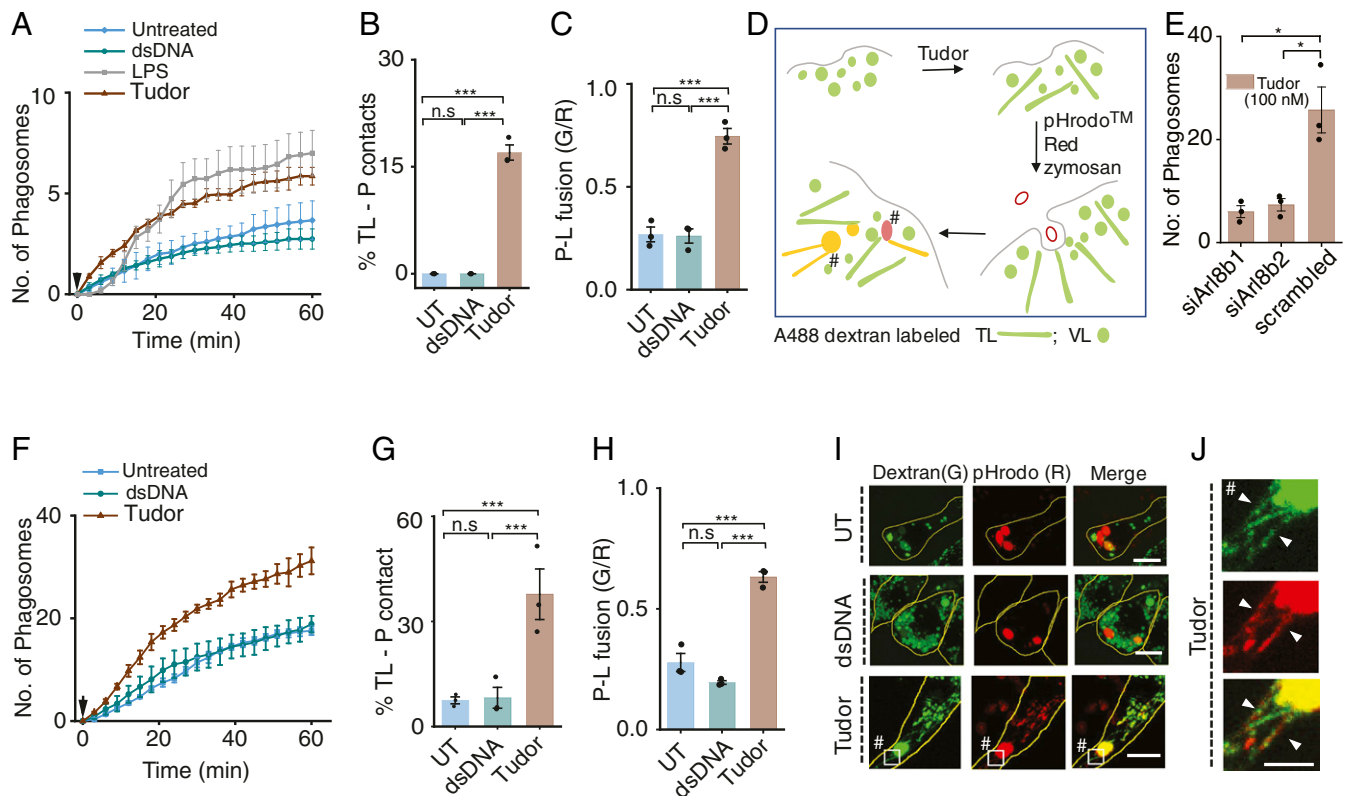 A
Untreated
dsDNA
LPS
Tudor
No. of Phagosomes
10
5
0
0
20
40
60
Time (min)
B
% TL - P contacts
30
15
0
***
n.s
***
UT
dsDNA
Tudor
C
P-L fusion (G/R)
1.0
0.5
0.0
***
n.s
***
UT
dsDNA
Tudor
D
Tudor
pHrodo™
Red
zymosan
#
#
A488 dextran labeled TL ; VL
E
No: of Phagosomes
40
20
0
*
*
Tudor
(100 nM)
siArl8b1
siArl8b2
scrambled
F
Untreated
dsDNA
Tudor
No. of Phagosomes
40
20
0
0
20
40
60
Time (min)
G
% TL - P contact
60
30
0
***
n.s
***
UT
dsDNA
Tudor
H
P-L fusion (G/R)
1.0
0.5
0.0
***
n.s
***
UT
dsDNA
Tudor
I
Dextran(G) pHrodo (R) Merge
UT
dsDNA
Tudor
#
#
#
J
Tudor
#